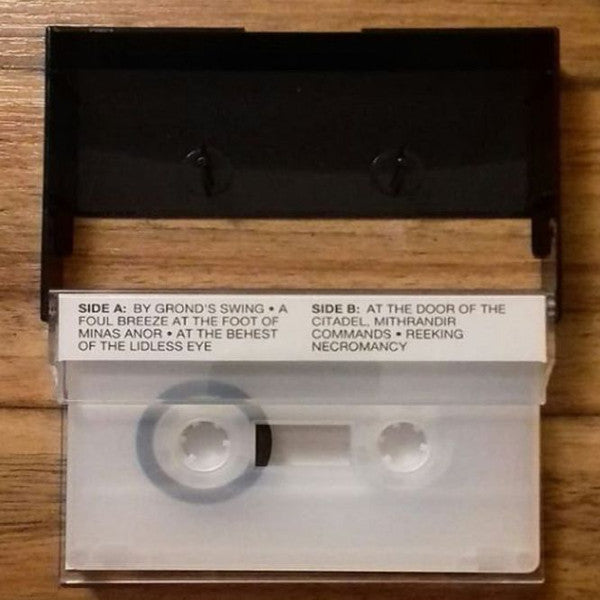 SIDE A: BY GROND'S SWING • A
FOUL BREEZE AT THE FOOT OF
MINAS ANOR • AT THE BEHEST
OF THE LIDLESS EYE
SIDE B: AT THE DOOR OF THE
CITADEL, MITHRANDIR
COMMANDS • REEKING
NECROMANCY